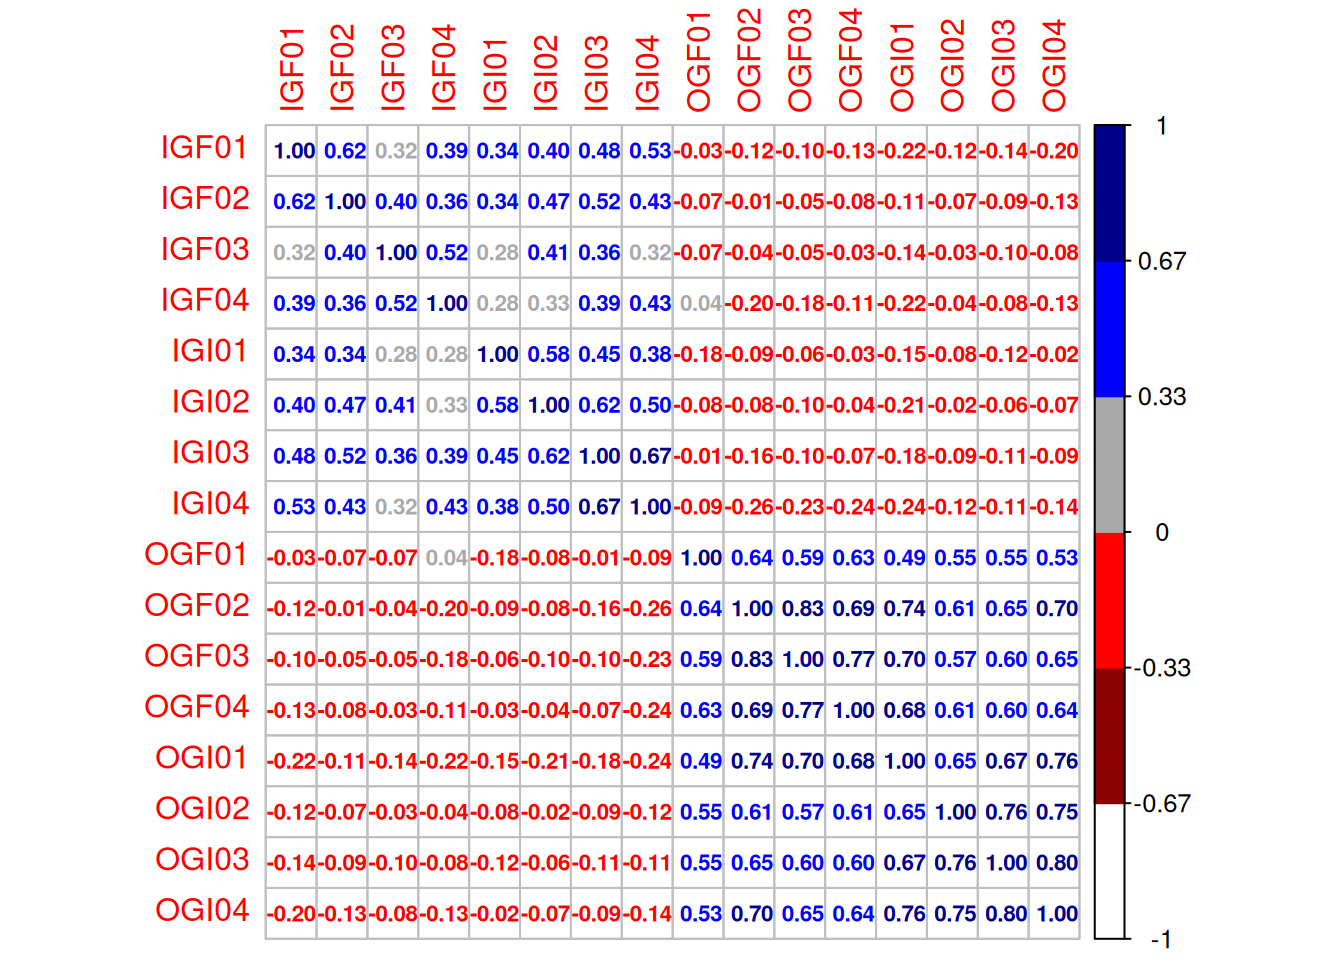 IGF01 IGF02 IGF03 IGF04 IGI01 IGI02 IGI03 IGI04 OGF01 OGF02 OGF03 OGF04 OGI01 OGI02 OGI03 OGI04
IGF01 1.00 0.62 0.32 0.39 0.34 0.40 0.48 0.53 -0.03 -0.12 -0.10 -0.13 -0.22 -0.12 -0.14 -0.20
IGF02 0.62 1.00 0.40 0.36 0.34 0.47 0.52 0.43 -0.07 -0.01 -0.05 -0.08 -0.11 -0.07 -0.09 -0.13
IGF03 0.32 0.40 1.00 0.52 0.28 0.41 0.36 0.32 -0.07 -0.04 -0.05 -0.03 -0.14 -0.03 -0.10 -0.08
IGF04 0.39 0.36 0.52 1.00 0.28 0.33 0.39 0.43 0.04 -0.20 -0.18 -0.11 -0.22 -0.04 -0.08 -0.13
IGI01 0.34 0.34 0.28 0.28 1.00 0.58 0.45 0.38 -0.18 -0.09 -0.06 -0.03 -0.15 -0.08 -0.12 -0.02
IGI02 0.40 0.47 0.41 0.33 0.58 1.00 0.62 0.50 -0.08 -0.08 -0.10 -0.04 -0.21 -0.02 -0.06 -0.07
IGI03 0.48 0.52 0.36 0.39 0.45 0.62 1.00 0.67 -0.01 -0.16 -0.10 -0.07 -0.18 -0.09 -0.11 -0.09
IGI04 0.53 0.43 0.32 0.43 0.38 0.50 0.67 1.00 -0.09 -0.26 -0.23 -0.24 -0.24 -0.12 -0.11 -0.14
OGF01 -0.03 -0.07 -0.07 0.04 -0.18 -0.08 -0.01 -0.09 1.00 0.64 0.59 0.63 0.49 0.55 0.55 0.53
OGF02 -0.12 -0.01 -0.04 -0.20 -0.09 -0.08 -0.16 -0.26 0.64 1.00 0.83 0.69 0.74 0.61 0.65 0.70
OGF03 -0.10 -0.05 -0.05 -0.18 -0.06 -0.10 -0.10 -0.23 0.59 0.83 1.00 0.77 0.70 0.57 0.60 0.65
OGF04 -0.13 -0.08 -0.03 -0.11 -0.03 -0.04 -0.07 -0.24 0.63 0.69 0.77 1.00 0.68 0.61 0.60 0.64
OGI01 -0.22 -0.11 -0.14 -0.22 -0.15 -0.21 -0.18 -0.24 0.49 0.74 0.70 0.68 1.00 0.65 0.67 0.76
OGI02 -0.12 -0.07 -0.03 -0.04 -0.08 -0.02 -0.09 -0.12 0.55 0.61 0.57 0.61 0.65 1.00 0.76 0.75
OGI03 -0.14 -0.09 -0.10 -0.08 -0.12 -0.06 -0.11 -0.11 0.55 0.65 0.60 0.60 0.67 0.76 1.00 0.80
OGI04 -0.20 -0.13 -0.08 -0.13 -0.02 -0.07 -0.09 -0.14 0.53 0.70 0.65 0.64 0.76 0.75 0.80 1.00
1
0.67
0.33
0
-0.33
-0.67
-1